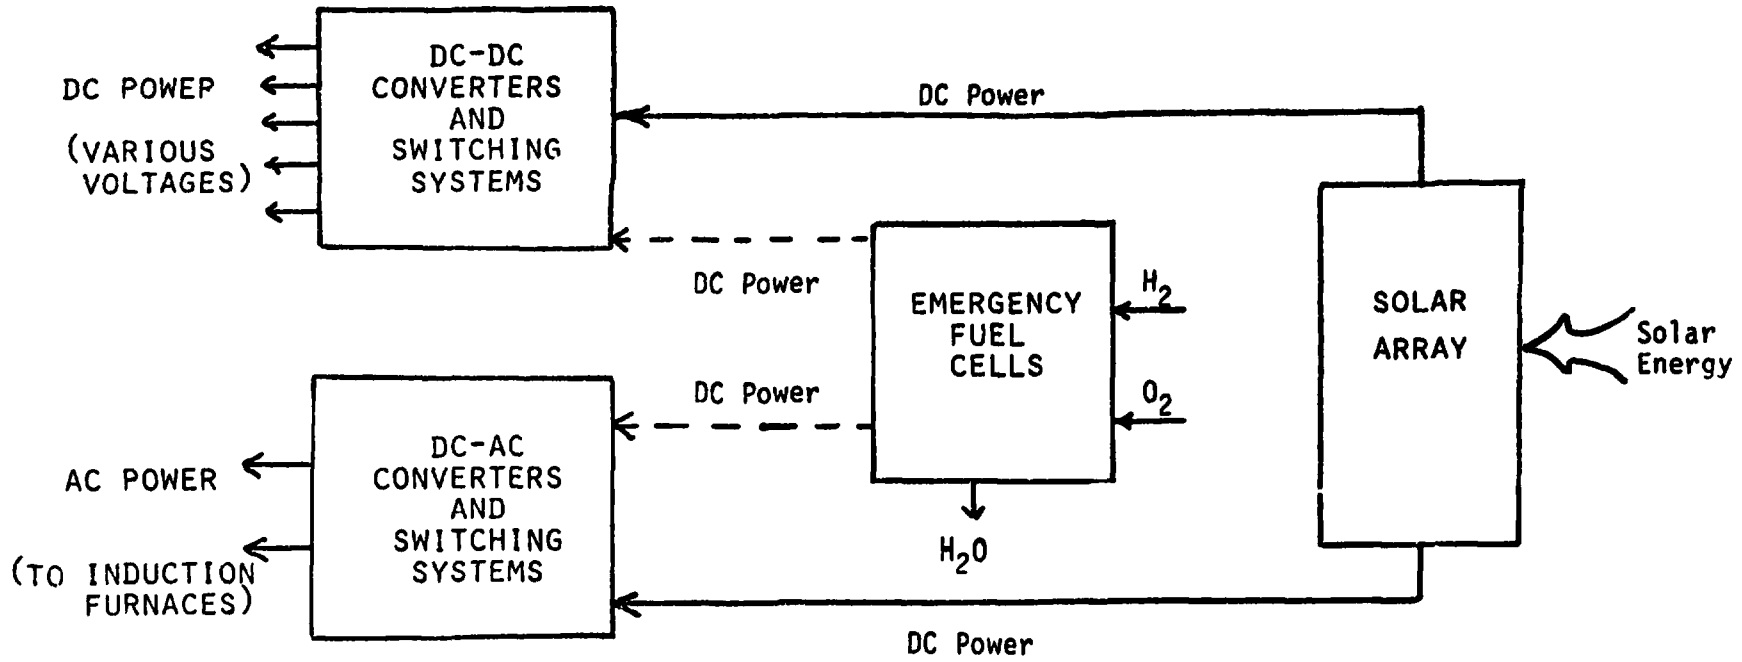 DC-DC
CONVERTERS
AND
SWITCHING
SYSTEMS
DC POWEP
(VARIOUS
VOLTAGES)
DC Power
DC Power
EMERGENCY
FUEL
CELLS
H₂
O₂
H₂O
SOLAR
ARRAY
Solar
Energy
DC Power
DC-AC
CONVERTERS
AND
SWITCHING
SYSTEMS
AC POWER
(TO INDUCTION
FURNACES)
DC Power